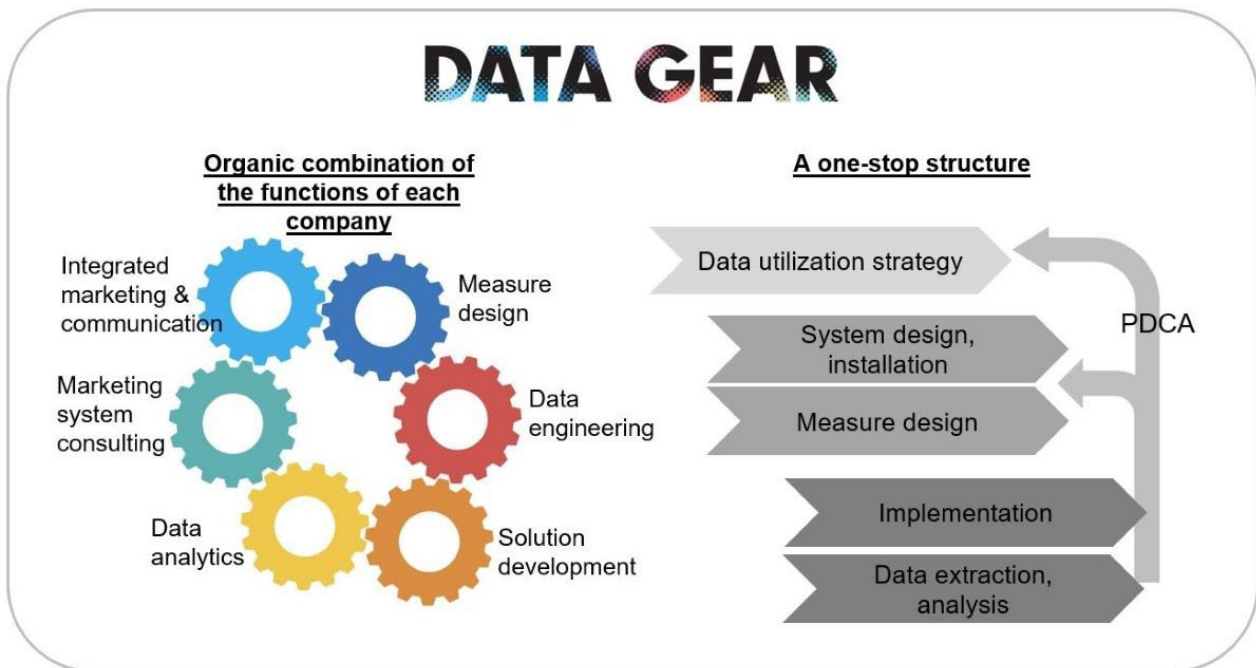 DATA GEAR
Organic combination of
the functions of each
company
Integrated
marketing &
communication
Measure
design
Marketing
system
consulting
Data
engineering
Data
analytics
Solution
development
A one-stop structure
Data utilization strategy
PDCA
System design,
installation
Measure design
Implementation
Data extraction,
analysis